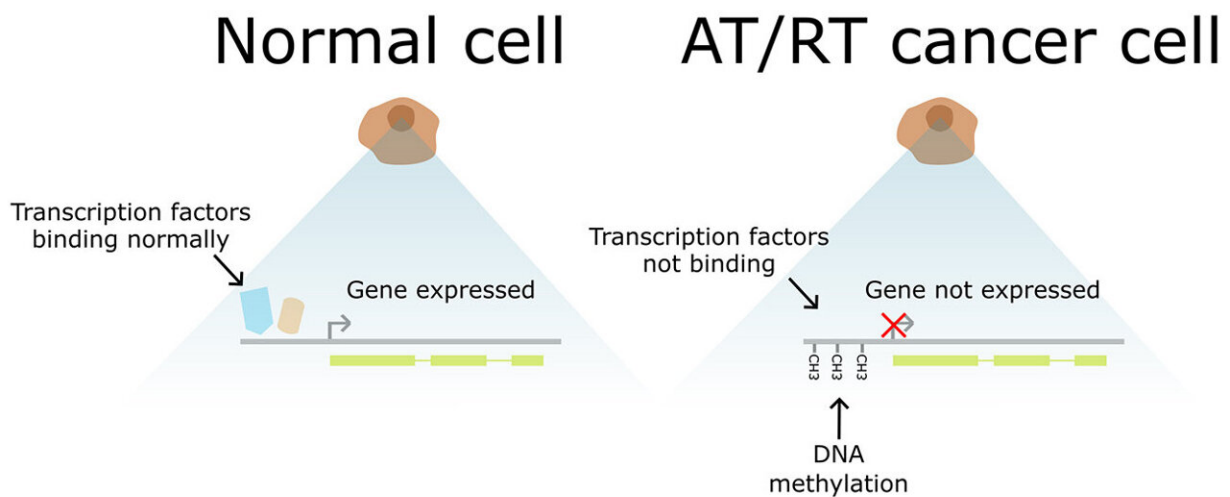 Normal cell
AT/RT cancer cell
Transcription factors
binding normally
Gene expressed
Transcription factors
not binding
Gene not expressed
CH3
CH3
CH3
DNA
methylation